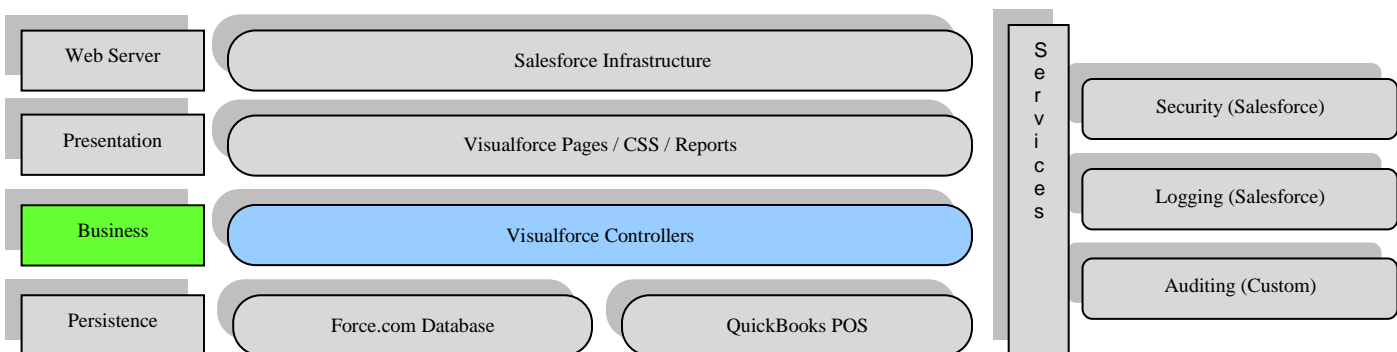 Web Server
Salesforce Infrastructure
Presentation
Visualforce Pages / CSS / Reports
Business
Visualforce Controllers
Persistence
Force.com Database
QuickBooks POS
Services
Security (Salesforce)
Logging (Salesforce)
Auditing (Custom)